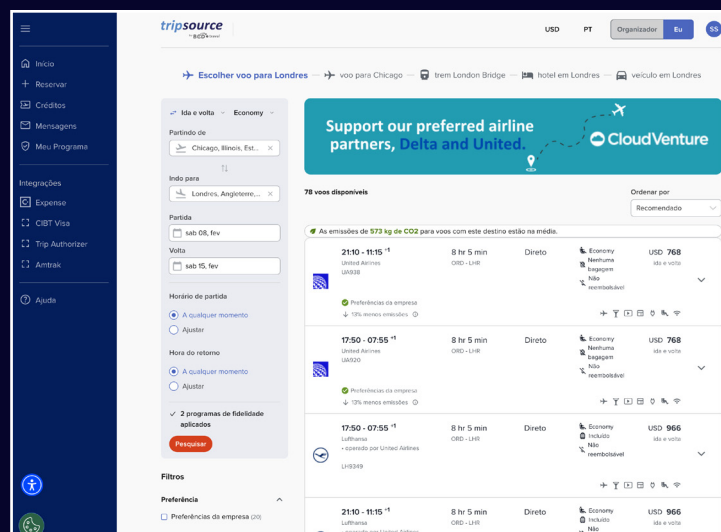 tripsource
by BCD travel
USD
PT
Organizador
Eu
SS
Início
Reservar
Créditos
Mensagens
Meu Programa
Integrações
Expense
CIBT Visa
Trip Authorizer
Amtrak
Ajuda
Escolher voo para Londres
voo para Chicago
trem London Bridge
hotel em Londres
veículo em Londres
Ida e volta
Economy
Partindo de
Chicago, Illinois, Est...
Indo para
Londres, Angleterre,...
Partida
sab 08, fev
Volta
sab 15, fev
Horário de partida
A qualquer momento
Ajustar
Hora do retorno
A qualquer momento
Ajustar
2 programas de fidelidade
aplicados
Pesquisar
Filtros
Preferência
Preferências da empresa (20)
Support our preferred airline
partners, Delta and United.
CloudVenture
78 voos disponíveis
Ordenar por
Recomendado
As emissões de 573 kg de CO2 para voos com este destino estão na média.
21:10 - 11:15 +1
United Airlines
UA938
8 hr 5 min
ORD - LHR
Direto
Economy
Nenhuma
bagagem
Não
reembolsável
USD 768
ida e volta
Preferências da empresa
13% menos emissões
17:50 - 07:55 +1
United Airlines
UA920
8 hr 5 min
ORD - LHR
Direto
Economy
Nenhuma
bagagem
Não
reembolsável
USD 768
ida e volta
Preferências da empresa
13% menos emissões
17:50 - 07:55 +1
Lufthansa
• operado por United Airlines
LH9349
8 hr 5 min
ORD - LHR
Direto
Economy
Incluído
Não
reembolsável
USD 966
ida e volta
21:10 - 11:15 +1
Lufthansa
• operado por United Airlines
8 hr 5 min
ORD - LHR
Direto
Economy
Incluído
Não
USD 966
ida e volta